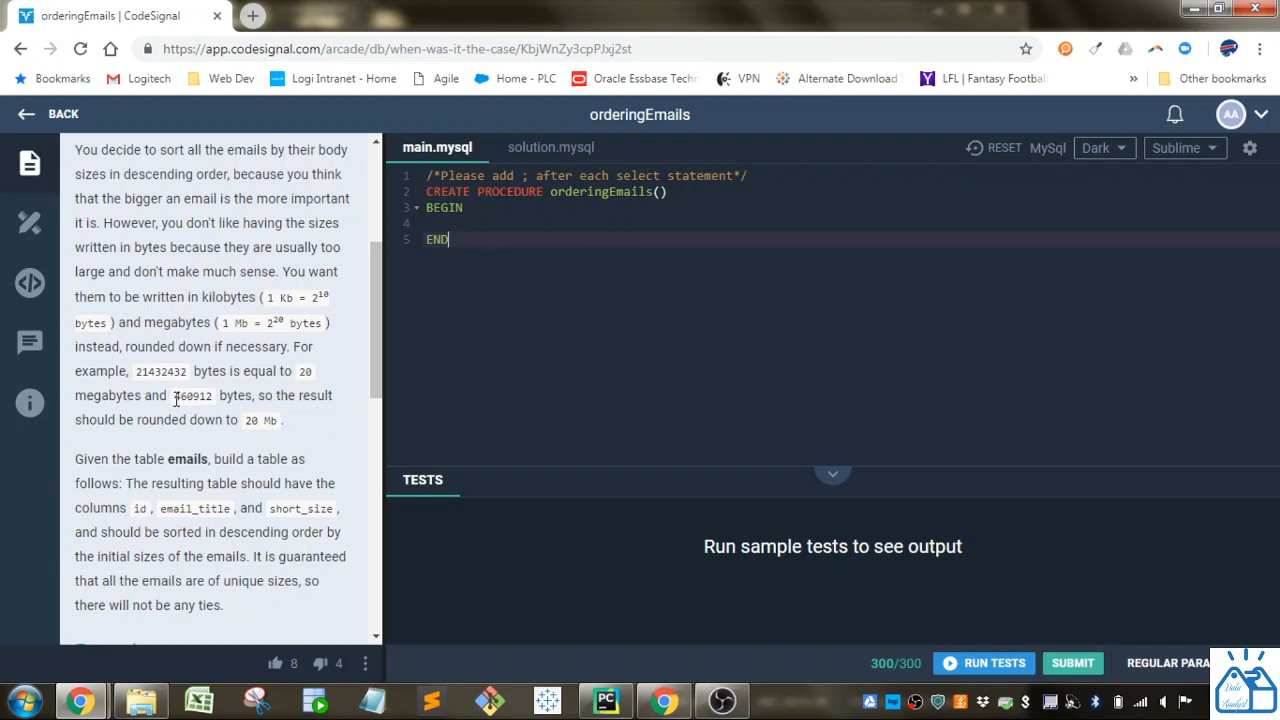 orderingEmails | CodeSignal
https://app.codesignal.com/arcade/db/when-was-it-the-case/KbjWnZy3cpPJxj2st
Bookmarks
Logitech
Web Dev
Logi Intranet - Home
Agile
Home - PLC
Oracle Essbase Techn
VPN
Alternate Download
LFL | Fantasy Football
Other bookmarks
BACK
orderingEmails
AA
You decide to sort all the emails by their body
sizes in descending order, because you think
that the bigger an email is the more important
it is. However, you don't like having the sizes
written in bytes because they are usually too
large and don't make much sense. You want
them to be written in kilobytes ( 1 Kb = 2^10
bytes ) and megabytes ( 1 Mb = 2^20 bytes )
instead, rounded down if necessary. For
example, 21432432 bytes is equal to 20
megabytes and 460912 bytes, so the result
should be rounded down to 20 Mb .
Given the table emails, build a table as
follows: The resulting table should have the
columns id , email_title , and short_size ,
and should be sorted in descending order by
the initial sizes of the emails. It is guaranteed
that all the emails are of unique sizes, so
there will not be any ties.
8
4
main.mysql
solution.mysql
RESET
MySql
Dark
Sublime
1 /*Please add ; after each select statement*/
2 CREATE PROCEDURE orderingEmails()
3 BEGIN
4
5 END
TESTS
Run sample tests to see output
300/300
RUN TESTS
SUBMIT
REGULAR PARA
PC
Data
Analyst